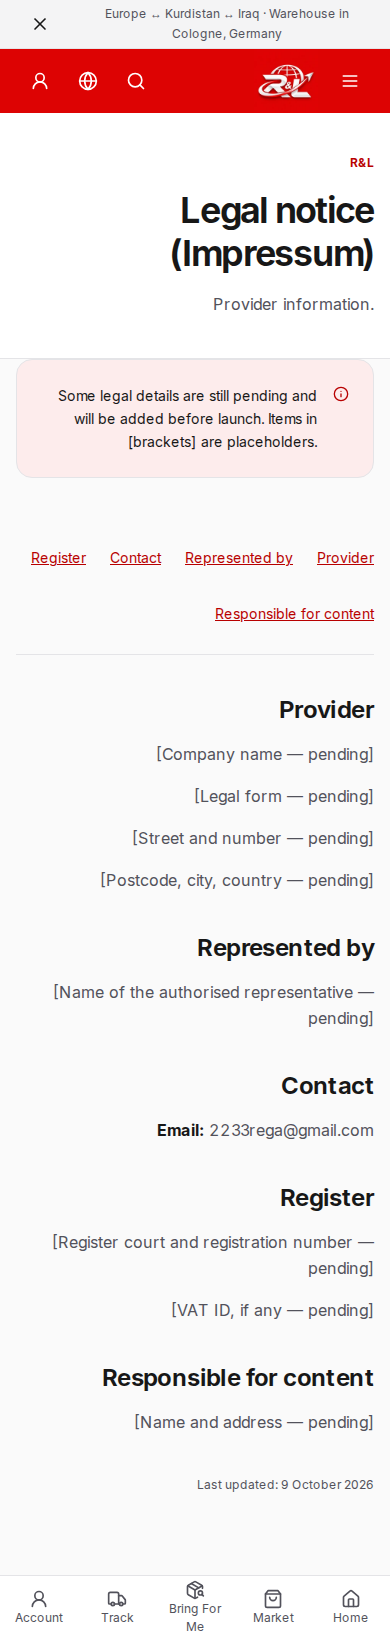 Europe ↔ Kurdistan ↔ Iraq · Warehouse in
Cologne, Germany
R&L
R&L
Legal notice
(Impressum)
Provider information.
Some legal details are still pending and
will be added before launch. Items in
[brackets] are placeholders.
Register Contact Represented by Provider
Responsible for content
Provider
[Company name — pending]
[Legal form — pending]
[Street and number — pending]
[Postcode, city, country — pending]
Represented by
[Name of the authorised representative —
pending]
Contact
Email: 2233rega@gmail.com
Register
[Register court and registration number —
pending]
[VAT ID, if any — pending]
Responsible for content
[Name and address — pending]
Last updated: 9 October 2026
Account Track Bring For Market Home
Me